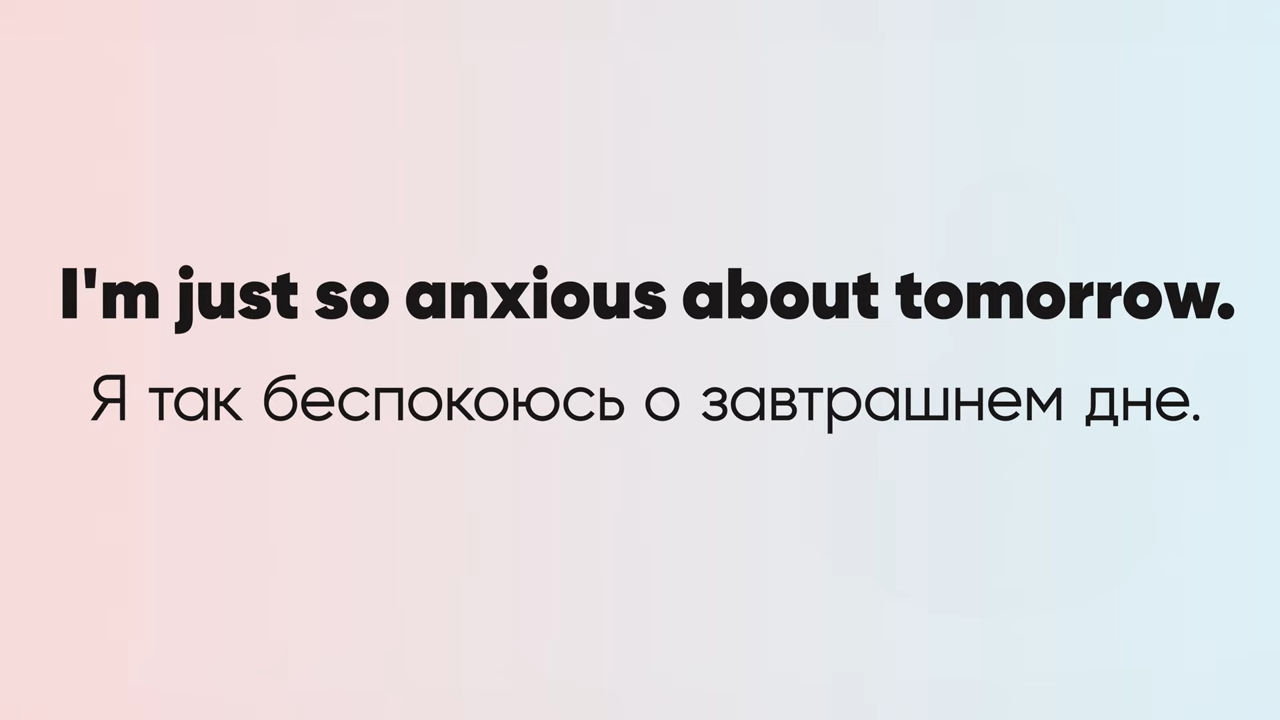 I'm just so anxious about tomorrow.
Я так беспокоюсь о завтрашнем дне.